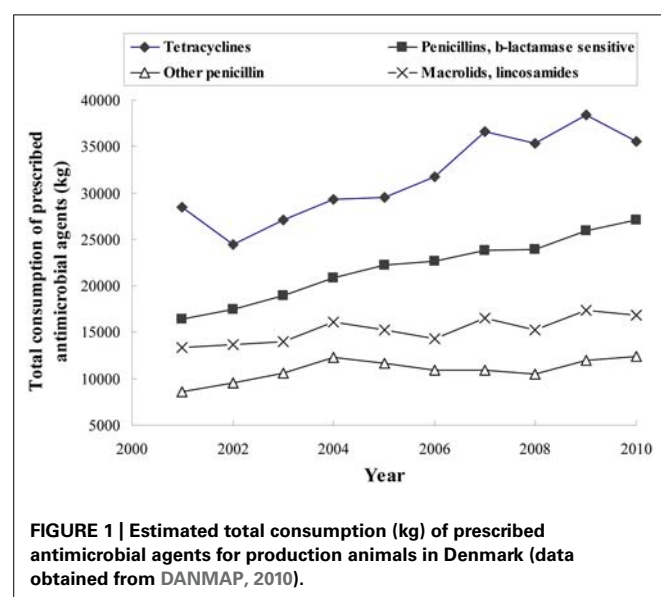 Tetracyclines Penicillins, b-lactamase sensitive
Other penicillin Macrolids, lincosamides
Total consumption of prescribed
antimicrobial agents (kg)
40000
35000
30000
25000
20000
15000
10000
5000
2000 2002 2004 2006 2008 2010
Year
FIGURE 1 | Estimated total consumption (kg) of prescribed
antimicrobial agents for production animals in Denmark (data
obtained from DANMAP, 2010).